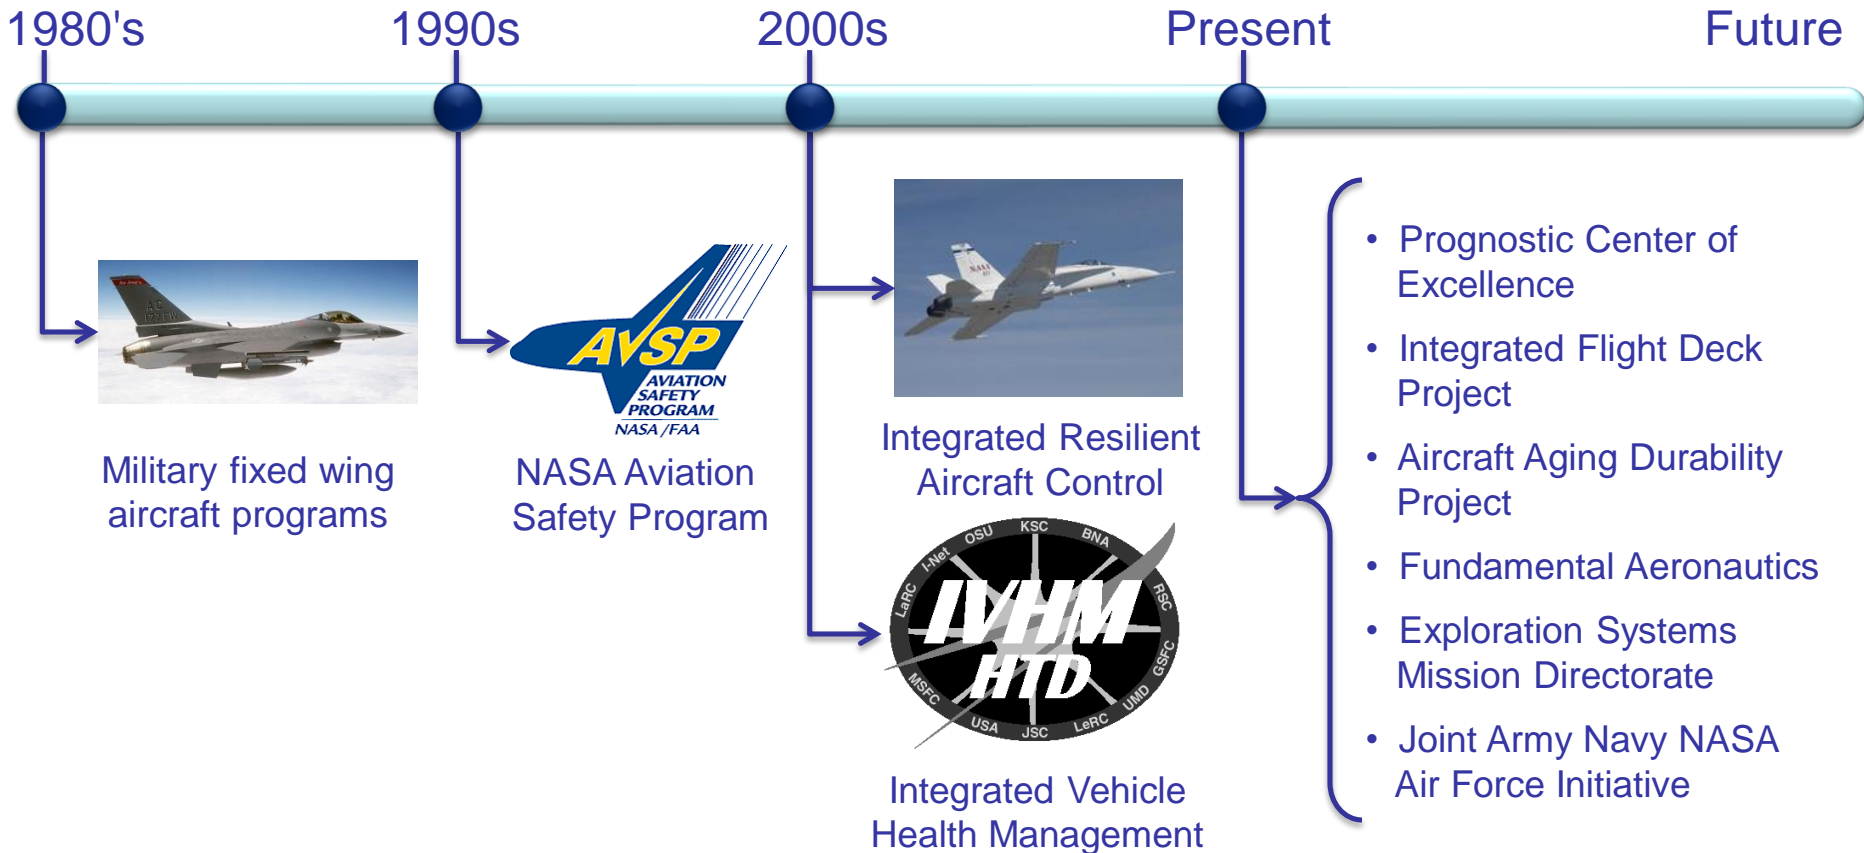 1980's
1990s
2000s
Present
Future
Military fixed wing
aircraft programs
AVSP
AVIATION
SAFETY
PROGRAM
NASA/FAA
NASA Aviation
Safety Program
NASA
Integrated Resilient
Aircraft Control
LaRC
I-Net
OSU
KSC
BNA
RSC
GSFC
UMD
LeRC
JSC
USA
MSFC
IVHM
HTD
Integrated Vehicle
Health Management
• Prognostic Center of
Excellence
• Integrated Flight Deck
Project
• Aircraft Aging Durability
Project
• Fundamental Aeronautics
• Exploration Systems
Mission Directorate
• Joint Army Navy NASA
Air Force Initiative